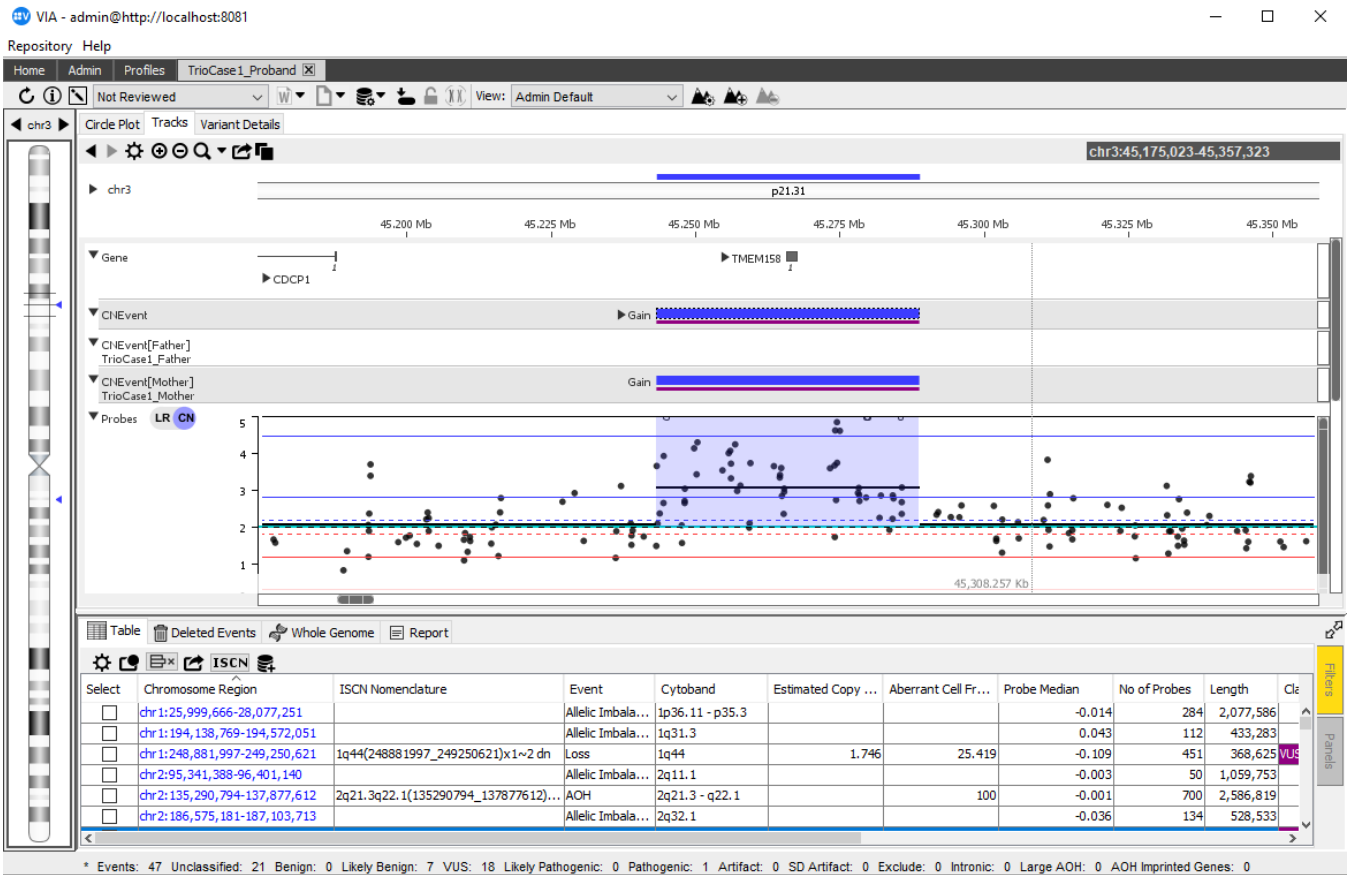 VIA - admin@http://localhost:8081
Repository Help
Home Admin Profiles TrioCase1_Proband
Not Reviewed View: Admin Default
chr3 Circle Plot Tracks Variant Details
chr3:45,175,023-45,357,323
chr3 p21.31
45.200 Mb 45.225 Mb 45.250 Mb 45.275 Mb 45.300 Mb 45.325 Mb 45.350 Mb
Gene
1
CDCP1
TMEM158
1
CNEvent Gain
CNEvent[Father]
TrioCase1_Father
CNEvent[Mother] Gain
TrioCase1_Mother
Probes LR CN
5
4
3
2
1
45,308.257 Kb
Table Deleted Events Whole Genome Report
ISCN
Filters
Panels
Select Chromosome Region ISCN Nomenclature Event Cytoband Estimated Copy ... Aberrant Cell Fr... Probe Median No of Probes Length Cla
chr1:25,999,666-28,077,251 Allelic Imbala... 1p36.11 - p35.3 -0.014 284 2,077,586
chr1:194,138,769-194,572,051 Allelic Imbala... 1q31.3 0.043 112 433,283
chr1:248,881,997-249,250,621 1q44(248881997_249250621)x1~2 dn Loss 1q44 1.746 25.419 -0.109 451 368,625 VUS
chr2:95,341,388-96,401,140 Allelic Imbala... 2q11.1 -0.003 50 1,059,753
chr2:135,290,794-137,877,612 2q21.3q22.1(135290794_137877612)... AOH 2q21.3 - q22.1 100 -0.001 700 2,586,819
chr2:186,575,181-187,103,713 Allelic Imbala... 2q32.1 -0.036 134 528,533
* Events: 47 Unclassified: 21 Benign: 0 Likely Benign: 7 VUS: 18 Likely Pathogenic: 0 Pathogenic: 1 Artifact: 0 SD Artifact: 0 Exclude: 0 Intronic: 0 Large AOH: 0 AOH Imprinted Genes: 0